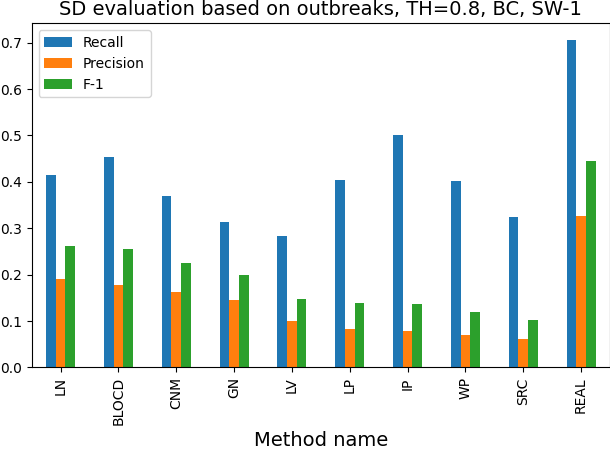 SD evaluation based on outbreaks, TH=0.8, BC, SW-1
Recall
Precision
F-1
0.7
0.6
0.5
0.4
0.3
0.2
0.1
0.0
LN
BLOCD
CNM
GN
LV
LP
IP
WP
SRC
REAL
Method name